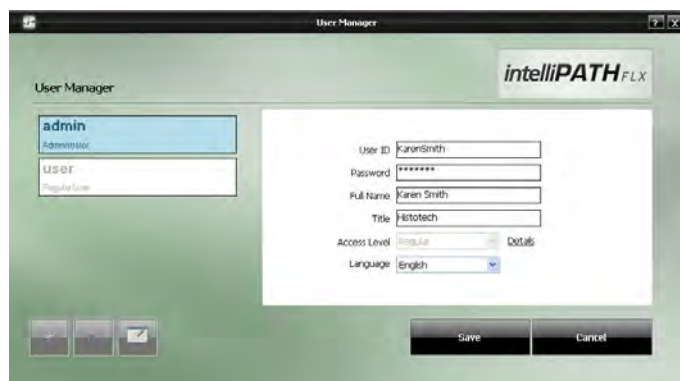 User Manager
? X
intelliPATH FLX
User Manager
admin
Administrator
user
Regular User
User ID KarenSmith
Password *******
Full Name Karen Smith
Title Histotech
Access Level Regular Details
Language English
Save Cancel